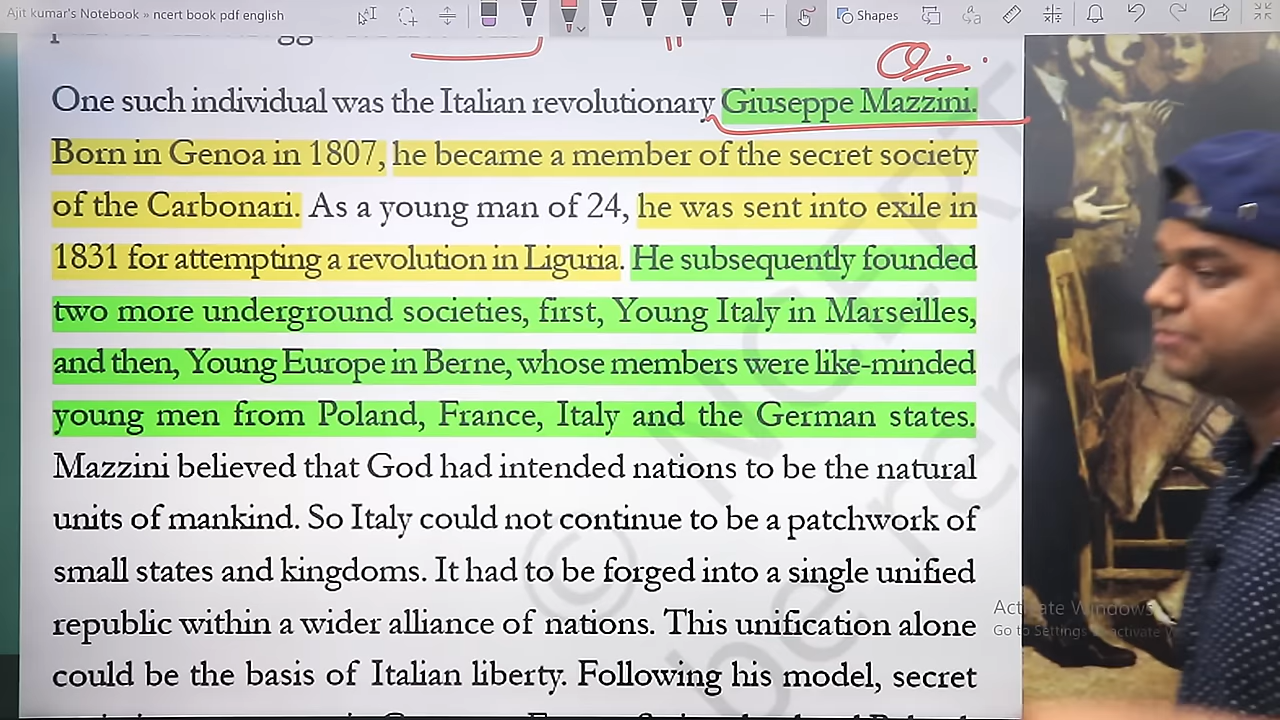 Ajit kumar's Notebook » ncert book pdf english
Shapes
One such individual was the Italian revolutionary Giuseppe Mazzini.
Born in Genoa in 1807, he became a member of the secret society
of the Carbonari. As a young man of 24, he was sent into exile in
1831 for attempting a revolution in Liguria. He subsequently founded
two more underground societies, first, Young Italy in Marseilles,
and then, Young Europe in Berne, whose members were like-minded
young men from Poland, France, Italy and the German states.
Mazzini believed that God had intended nations to be the natural
units of mankind. So Italy could not continue to be a patchwork of
small states and kingdoms. It had to be forged into a single unified
republic within a wider alliance of nations. This unification alone
could be the basis of Italian liberty. Following his model, secret
© NCERT
Activate Windows
Go to Settings